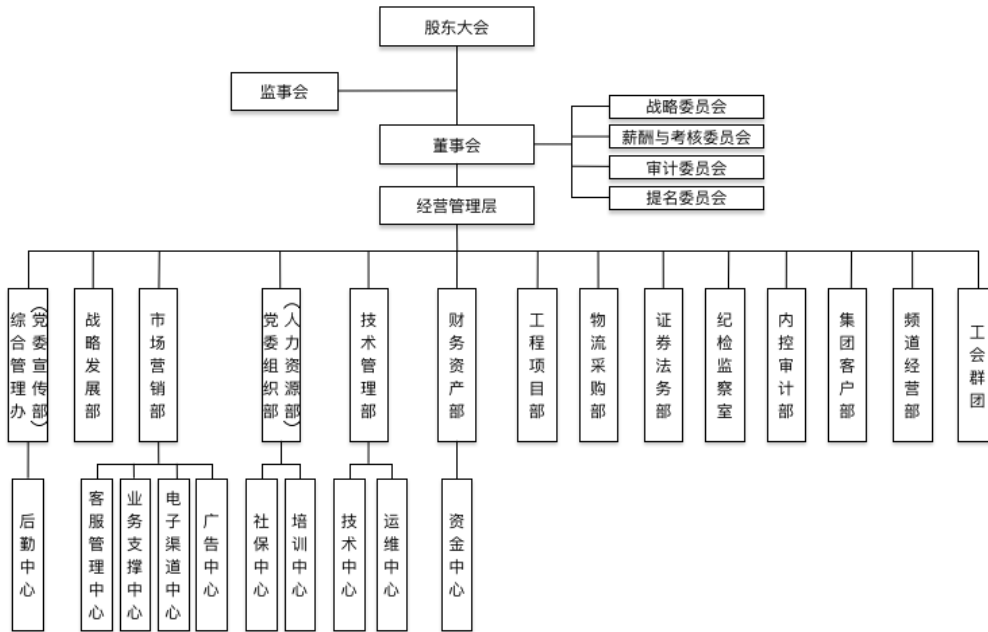 股东大会
监事会
董事会
战略委员会
薪酬与考核委员会
审计委员会
提名委员会
经营管理层
综合管理办
（党委宣传部）
战略发展部
市场营销部
党委组织部
（人力资源部）
技术管理部
财务资产部
工程项目部
物流采购部
证券法务部
纪检监察室
内控审计部
集团客户部
频道经营部
工会群团
后勤中心
客服管理中心
业务支撑中心
电子渠道中心
广告中心
社保中心
培训中心
技术中心
运维中心
资金中心